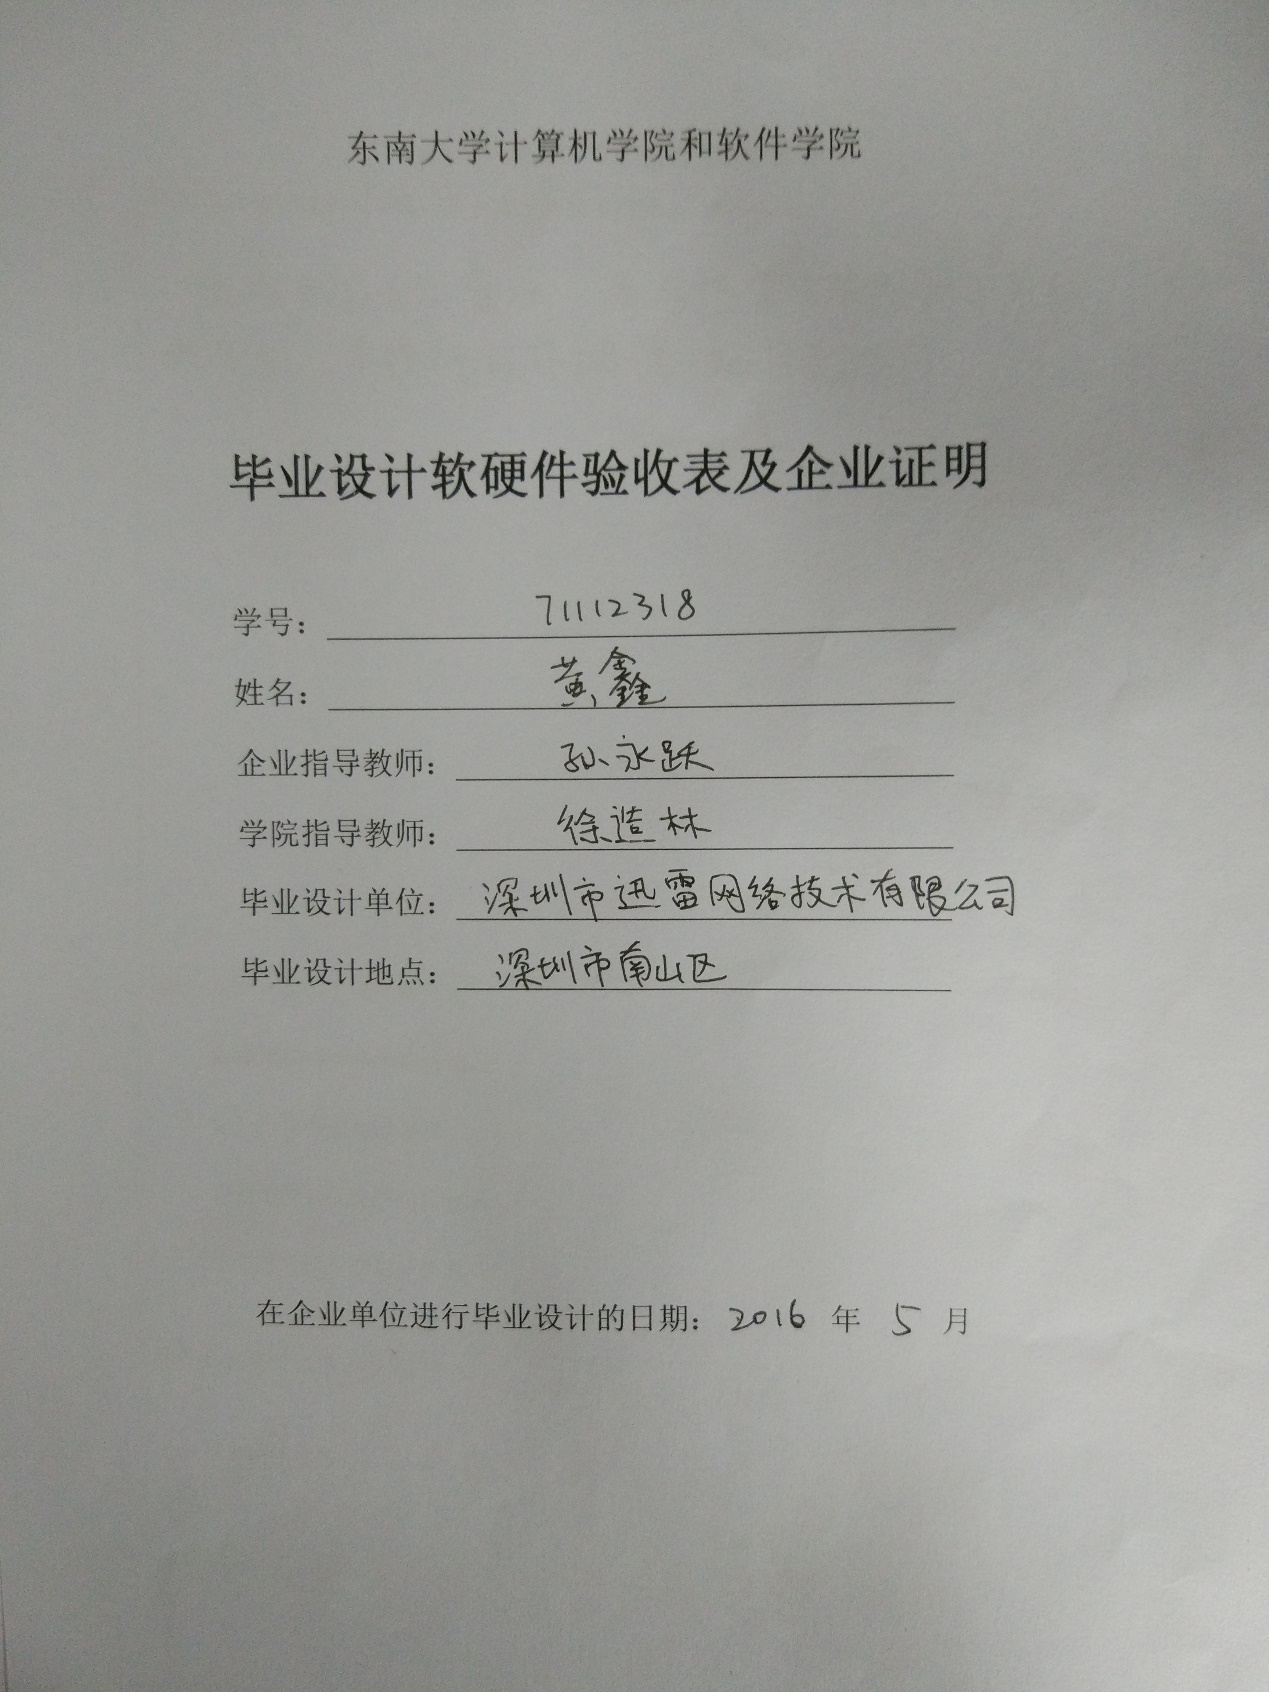 东南大学计算机学院和软件学院
毕业设计软硬件验收表及企业证明
学号：71112318
姓名：黄鑫
企业指导教师：孙永跃
学院指导教师：徐造林
毕业设计单位：深圳市迅雷网络技术有限公司
毕业设计地点：深圳市南山区
在企业单位进行毕业设计的日期：2016 年 5 月